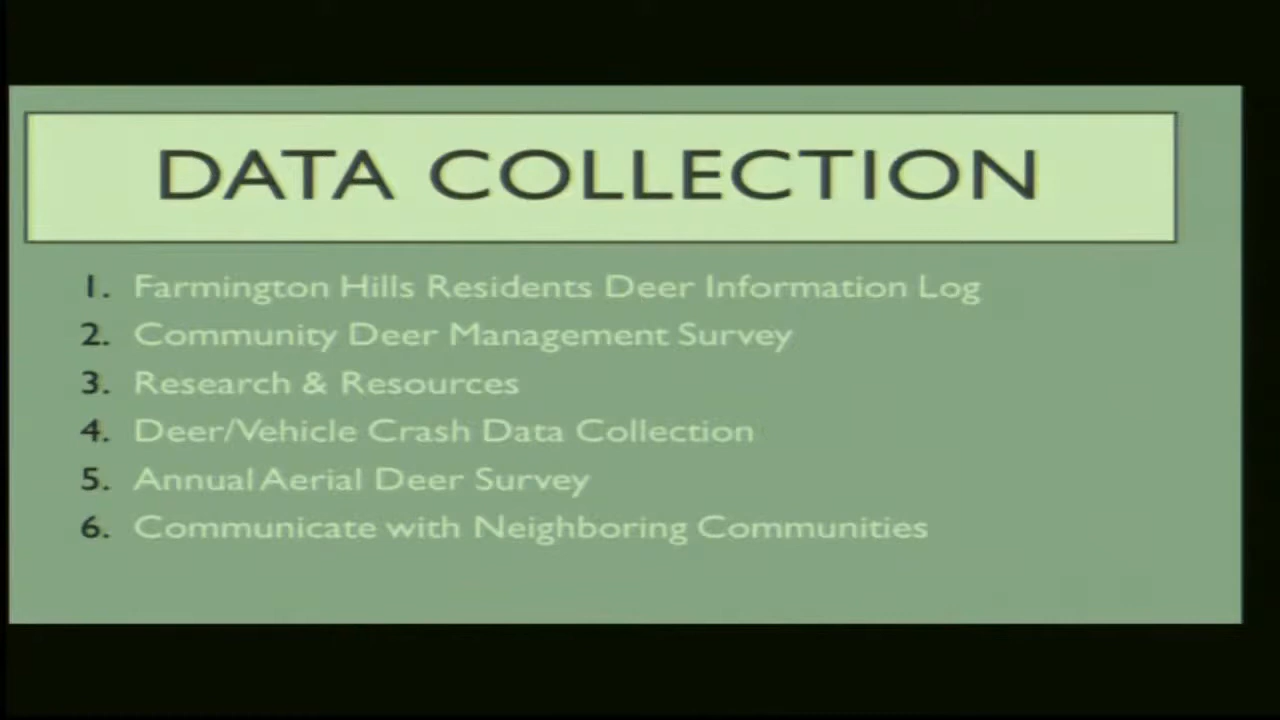 DATA COLLECTION
1. Farmington Hills Residents Deer Information Log
2. Community Deer Management Survey
3. Research & Resources
4. Deer/Vehicle Crash Data Collection
5. Annual Aerial Deer Survey
6. Communicate with Neighboring Communities